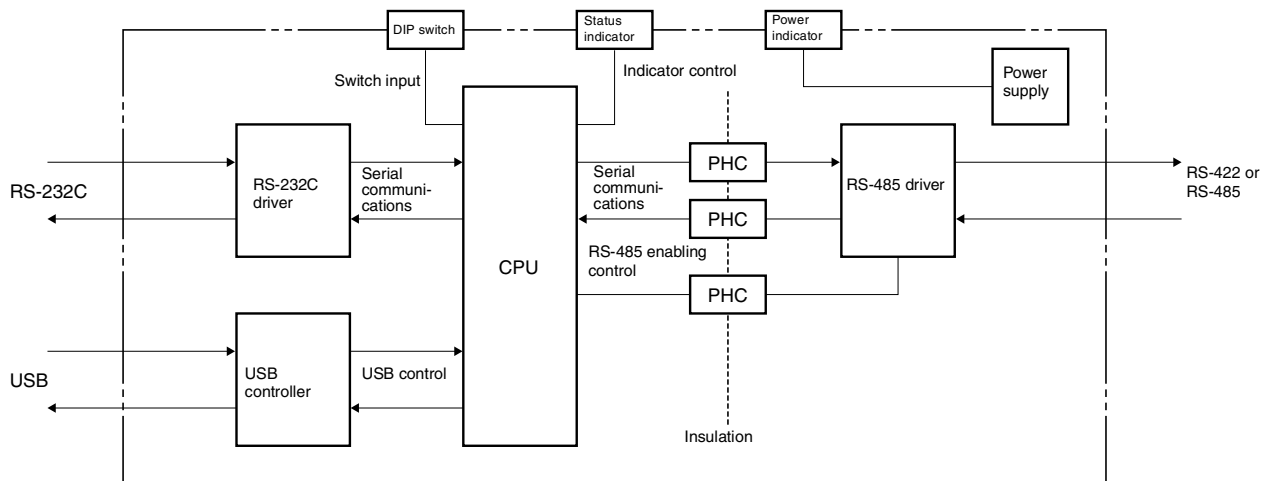 DIP switch
Status
indicator
Power
indicator
Switch input
Indicator control
Power
supply
RS-232C
RS-232C
driver
Serial
communi-
cations
CPU
Serial
communi-
cations
PHC
PHC
RS-485 driver
RS-422 or
RS-485
RS-485 enabling
control
PHC
USB
USB
controller
USB control
Insulation